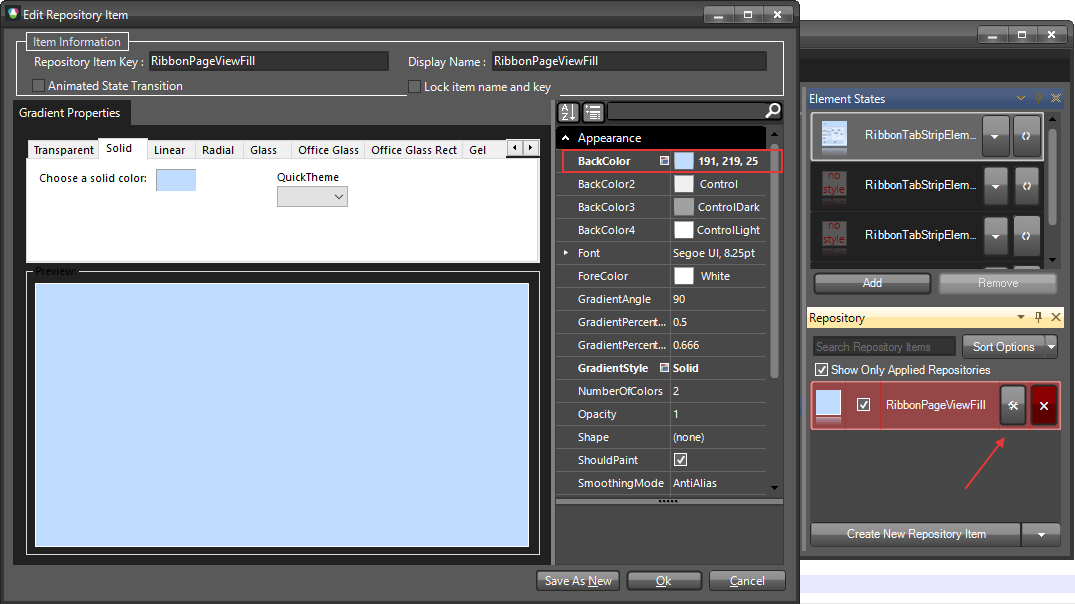 Edit Repository Item
Item Information
Repository Item Key : RibbonPageViewFill
Display Name : RibbonPageViewFill
Animated State Transition
Lock item name and key
Gradient Properties
Transparent Solid Linear Radial Glass Office Glass Office Glass Rect Gel
Choose a solid color:
QuickTheme
Preview:
Appearance
BackColor 191, 219, 25
BackColor2 Control
BackColor3 ControlDark
BackColor4 ControlLight
Font Segoe UI, 8.25pt
ForeColor White
GradientAngle 90
GradientPercent... 0.5
GradientPercent... 0.666
GradientStyle Solid
NumberOfColors 2
Opacity 1
Shape (none)
ShouldPaint
SmoothingMode AntiAlias
Save As New Ok Cancel
Element States
RibbonTabStripElem...
no style RibbonTabStripElem...
no style RibbonTabStripElem...
Add Remove
Repository
Search Repository Items Sort Options
Show Only Applied Repositories
RibbonPageViewFill
Create New Repository Item